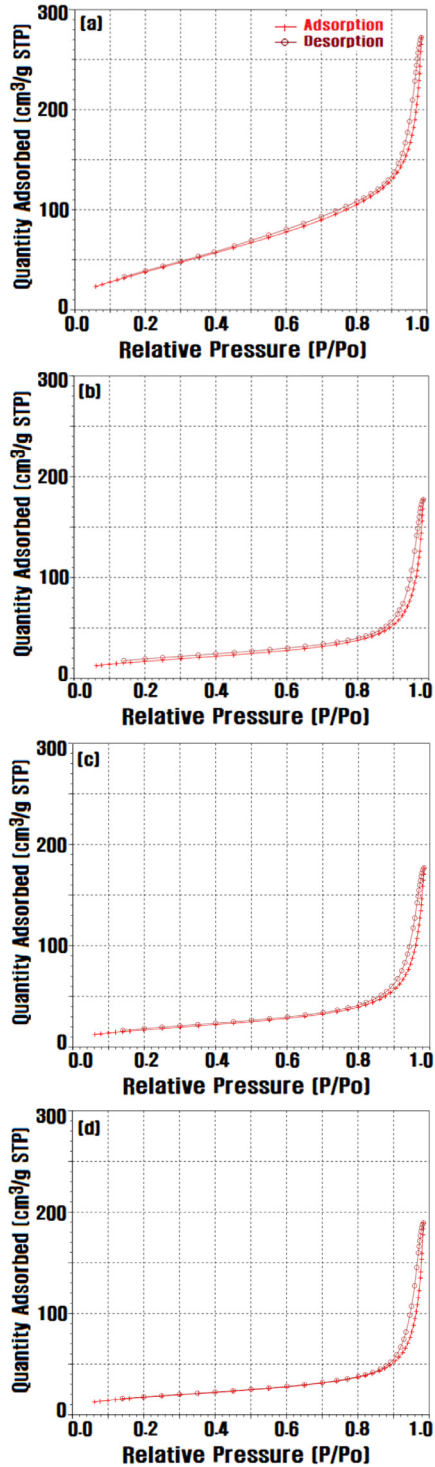 (a)
Adsorption
Desorption
Quantity Adsorbed (cm³/g STP)
300
200
100
0
0.0 0.2 0.4 0.6 0.8 1.0
Relative Pressure (P/Po)
(b)
Quantity Adsorbed (cm³/g STP)
300
200
100
0
0.0 0.2 0.4 0.6 0.8 1.0
Relative Pressure (P/Po)
(c)
Quantity Adsorbed (cm³/g STP)
300
200
100
0
0.0 0.2 0.4 0.6 0.8 1.0
Relative Pressure (P/Po)
(d)
Quantity Adsorbed (cm³/g STP)
300
200
100
0
0.0 0.2 0.4 0.6 0.8 1.0
Relative Pressure (P/Po)